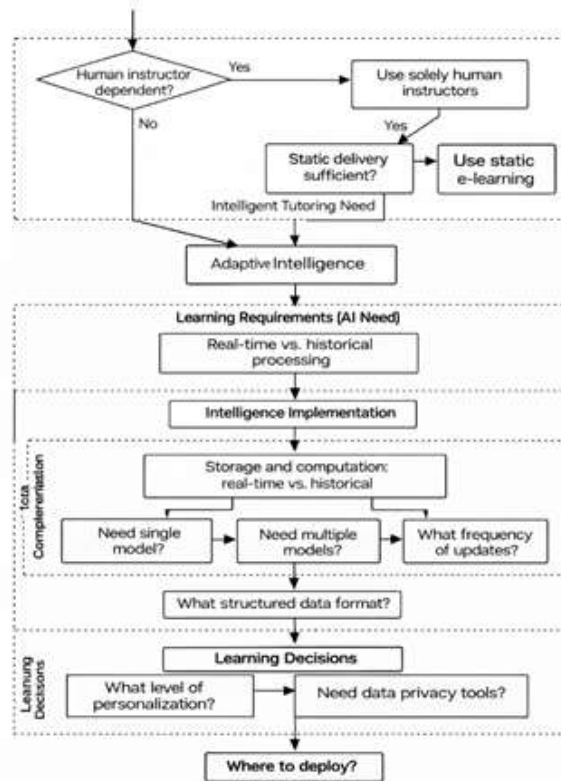 Human instructor
dependent?
Yes
Use solely human
instructors
No
Yes
Static delivery
sufficient?
Use static
e-learning
Intelligent Tutoring Need
Adaptive Intelligence
Learning Requirements (AI Need)
Real-time vs. historical
processing
Intelligence Implementation
Storage and computation:
real-time vs. historical
Need single
model?
Need multiple
models?
What frequency
of updates?
What structured data format?
Learning Decisions
What level of
personalization?
Need data privacy tools?
Where to deploy?